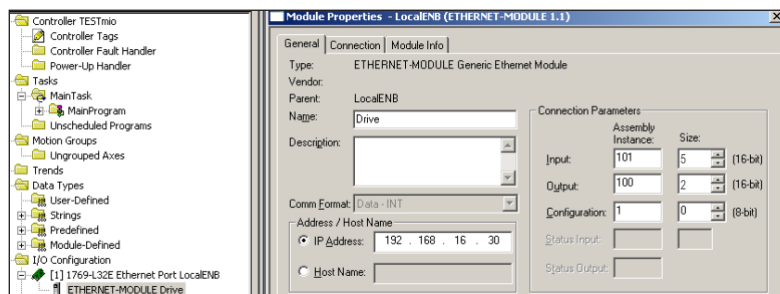 Controller TESTmio
Controller Tags
Controller Fault Handler
Power-Up Handler
Tasks
MainTask
MainProgram
Unscheduled Programs
Motion Groups
Ungrouped Axes
Trends
Data Types
User-Defined
Strings
Predefined
Module-Defined
I/O Configuration
[1] 1769-L32E Ethernet Port LocalENB
ETHERNET-MODULE Drive
Module Properties - LocalENB (ETHERNET-MODULE 1.1)
General Connection Module Info
Type: ETHERNET-MODULE Generic Ethernet Module
Vendor:
Parent: LocalENB
Name: Drive
Description:
Comm Format: Data - INT
Address / Host Name
IP Address: 192 . 168 . 16 . 30
Host Name:
Connection Parameters
Assembly
Instance: Size:
Input: 101 5 (16-bit)
Output: 100 2 (16-bit)
Configuration: 1 0 (8-bit)
Status Input:
Status Output: